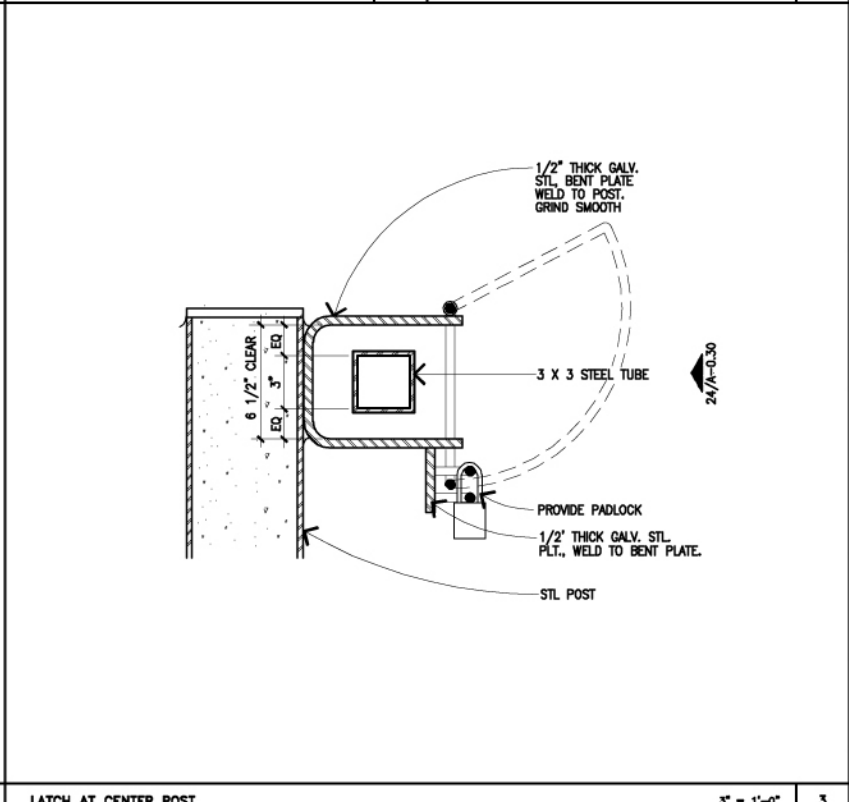 1/2" THICK GALV.
STL, BENT PLATE
WELD TO POST.
GRIND SMOOTH
6 1/2" CLEAR
EQ
3"
EQ
3 X 3 STEEL TUBE
24/A-0.30
PROVIDE PADLOCK
1/2' THICK GALV. STL.
PLT., WELD TO BENT PLATE.
STL POST
LATCH AT CENTER POST
3" = 1'-0"
3